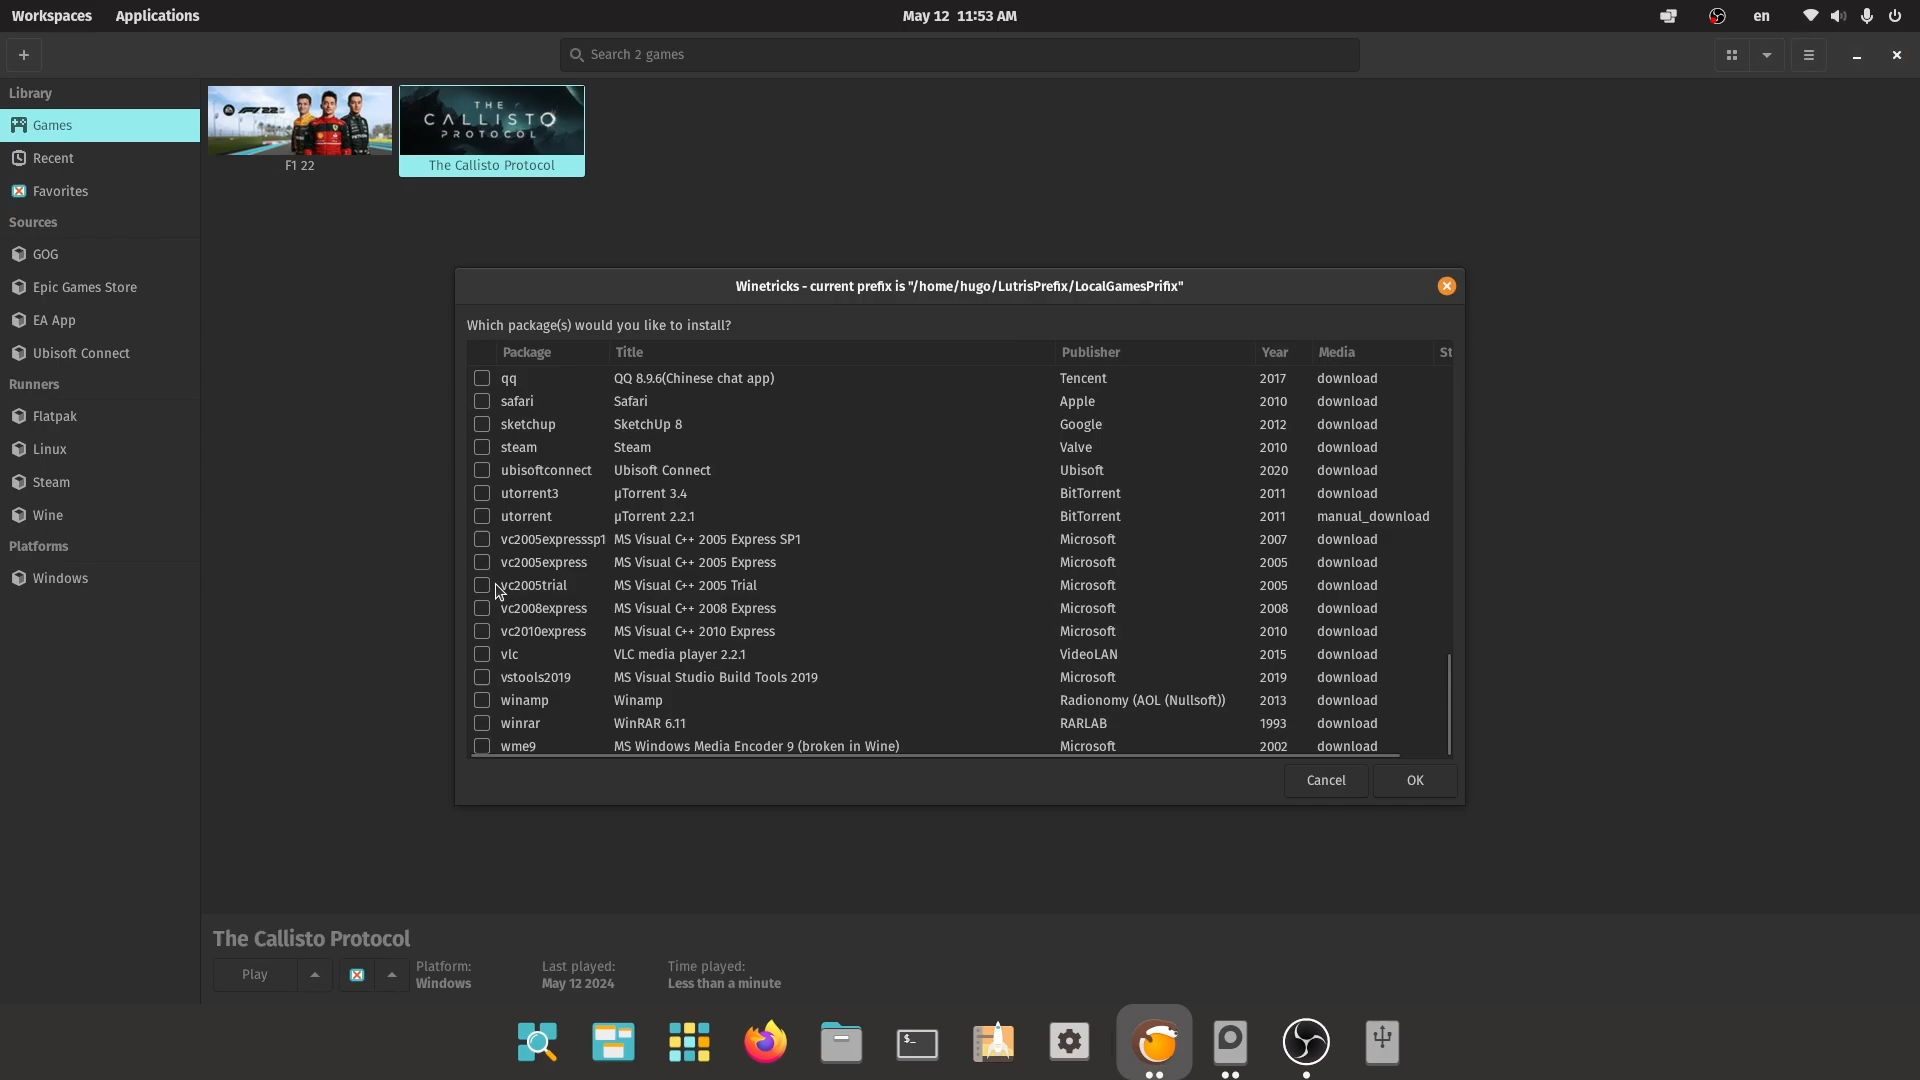 Workspaces Applications May 12 11:53 AM en
Search 2 games
Library
Games
Recent
Favorites
Sources
GOG
Epic Games Store
EA App
Ubisoft Connect
Runners
Flatpak
Linux
Steam
Wine
Platforms
Windows
F1 22
F1 22
THE
CALLISTO
PROTOCOL
The Callisto Protocol
Winetricks - current prefix is "/home/hugo/LutrisPrefix/LocalGamesPrifix"
Which package(s) would you like to install?
Package Title Publisher Year Media St
qq QQ 8.9.6(Chinese chat app) Tencent 2017 download
safari Safari Apple 2010 download
sketchup SketchUp 8 Google 2012 download
steam Steam Valve 2010 download
ubisoftconnect Ubisoft Connect Ubisoft 2020 download
utorrent3 µTorrent 3.4 BitTorrent 2011 download
utorrent µTorrent 2.2.1 BitTorrent 2011 manual_download
vc2005expresssp1 MS Visual C++ 2005 Express SP1 Microsoft 2007 download
vc2005express MS Visual C++ 2005 Express Microsoft 2005 download
vc2005trial MS Visual C++ 2005 Trial Microsoft 2005 download
vc2008express MS Visual C++ 2008 Express Microsoft 2008 download
vc2010express MS Visual C++ 2010 Express Microsoft 2010 download
vlc VLC media player 2.2.1 VideoLAN 2015 download
vstools2019 MS Visual Studio Build Tools 2019 Microsoft 2019 download
winamp Winamp Radionomy (AOL (Nullsoft)) 2013 download
winrar WinRAR 6.11 RARLAB 1993 download
wme9 MS Windows Media Encoder 9 (broken in Wine) Microsoft 2002 download
Cancel OK
The Callisto Protocol
Play
Platform: Last played: Time played:
Windows May 12 2024 Less than a minute